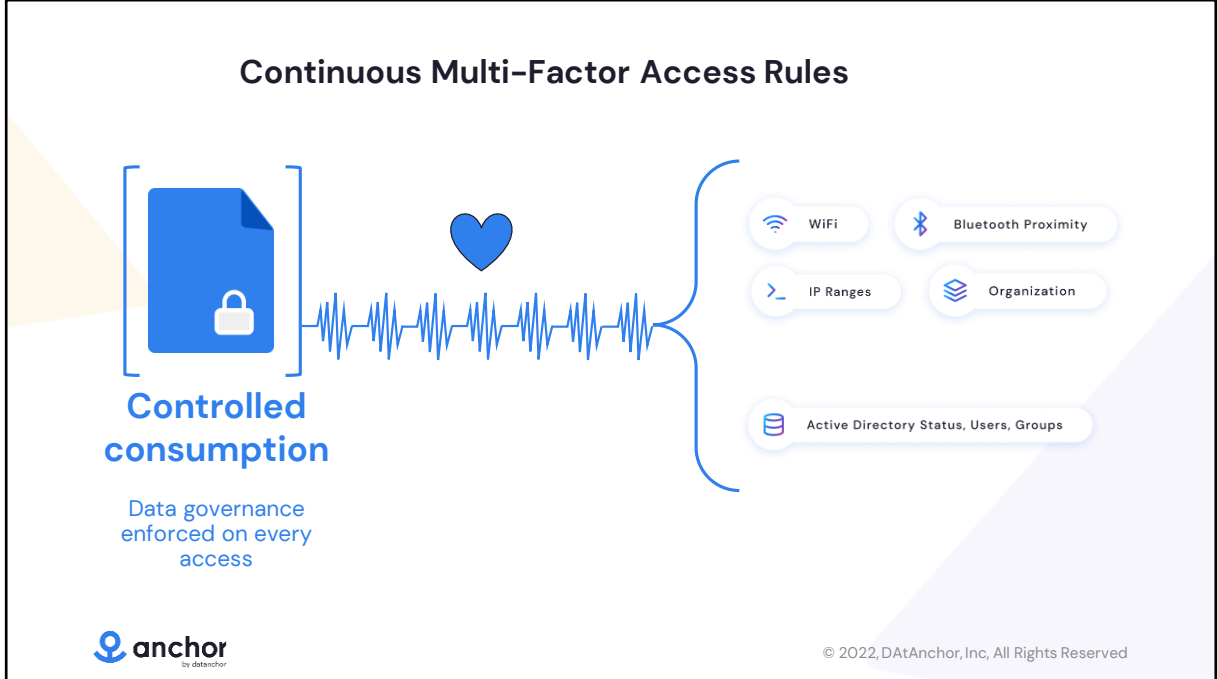 Continuous Multi-Factor Access Rules
WiFi
Bluetooth Proximity
IP Ranges
Organization
Controlled
consumption
Active Directory Status, Users, Groups
Data governance
enforced on every
access
anchor
by datanchor
© 2022, DAtAnchor, Inc, All Rights Reserved